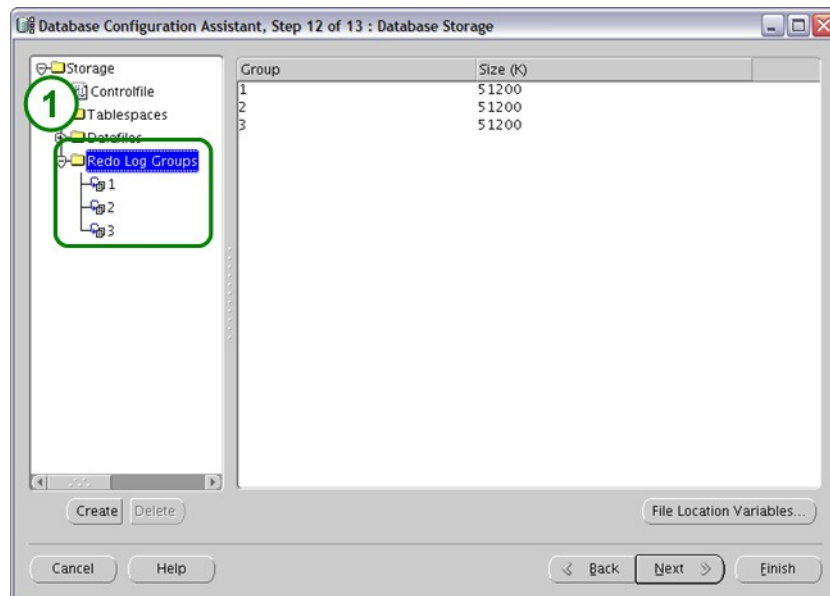 Database Configuration Assistant, Step 12 of 13 : Database Storage
Storage
Controlfile
Tablespaces
Datafiles
Redo Log Groups
1
2
3
1
Group Size (K)
1 51200
2 51200
3 51200
Create Delete
File Location Variables...
Cancel Help Back Next Finish